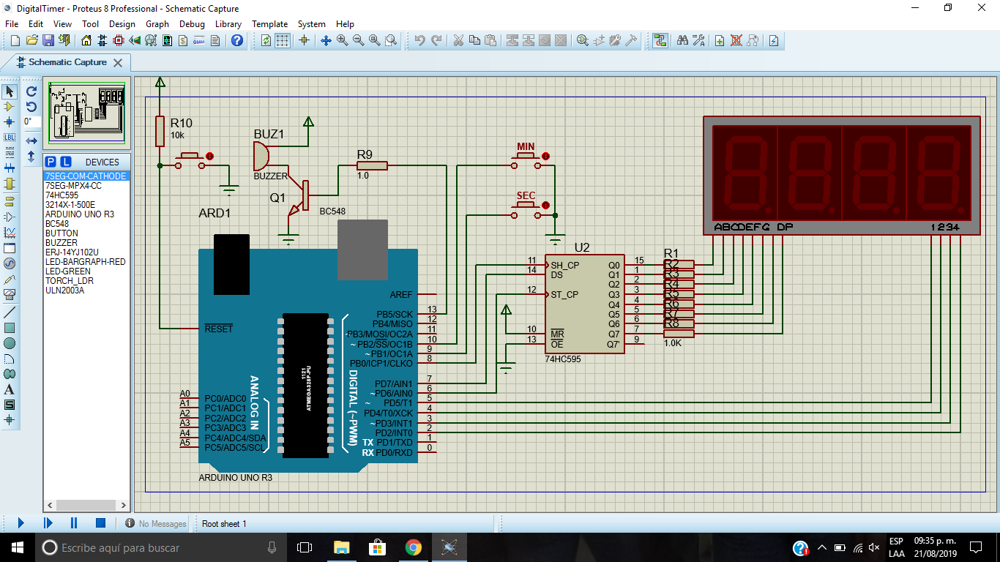 DigitalTimer - Proteus 8 Professional - Schematic Capture
File Edit View Tool Design Graph Debug Library Template System Help
Schematic Capture
0°
P L DEVICES
7SEG-COM-CATHODE
7SEG-MPX4-CC
74HC595
3214X-1-500E
ARDUINO UNO R3
BC548
BUTTON
BUZZER
ERJ-14YJ102U
LED-BARGRAPH-RED
LED-GREEN
TORCH_LDR
ULN2003A
LBL
A
S
R10
10k
BUZ1
BUZZER
Q1
BC548
R9
1.0
MIN
SEC
ARD1
RESET
AREF
PB5/SCK 13
PB4/MISO 12
~PB3/MOSI/OC2A 11
~ PB2/SS/OC1B 10
~ PB1/OC1A 9
PB0/ICP1/CLKO 8
PD7/AIN1 7
~ PD6/AIN0 6
~ PD5/T1 5
PD4/T0/XCK 4
~ PD3/INT1 3
PD2/INT0 2
TX PD1/TXD 1
RX PD0/RXD 0
A0 PC0/ADC0
A1 PC1/ADC1
A2 PC2/ADC2
A3 PC3/ADC3
A4 PC4/ADC4/SDA
A5 PC5/ADC5/SCL
ANALOG IN
1121
ATMEGA328P-PU
DIGITAL (~PWM)
ARDUINO UNO R3
U2
11 SH_CP Q0 15
14 DS Q1 1
Q2 2
12 ST_CP Q3 3
Q4 4
Q5 5
10 MR Q6 6
13 OE Q7 7
Q7' 9
74HC595
R1
R2
R3
R4
R5
R6
R7
R8
1.0K
ABCDEFG DP 1234
No Messages Root sheet 1
Escribe aquí para buscar
ESP 09:35 p. m.
LAA 21/08/2019